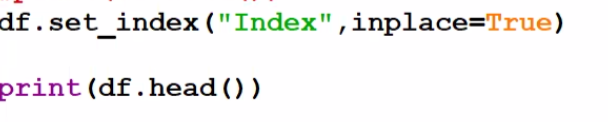 df.set_index("Index",inplace=True)
print(df.head())